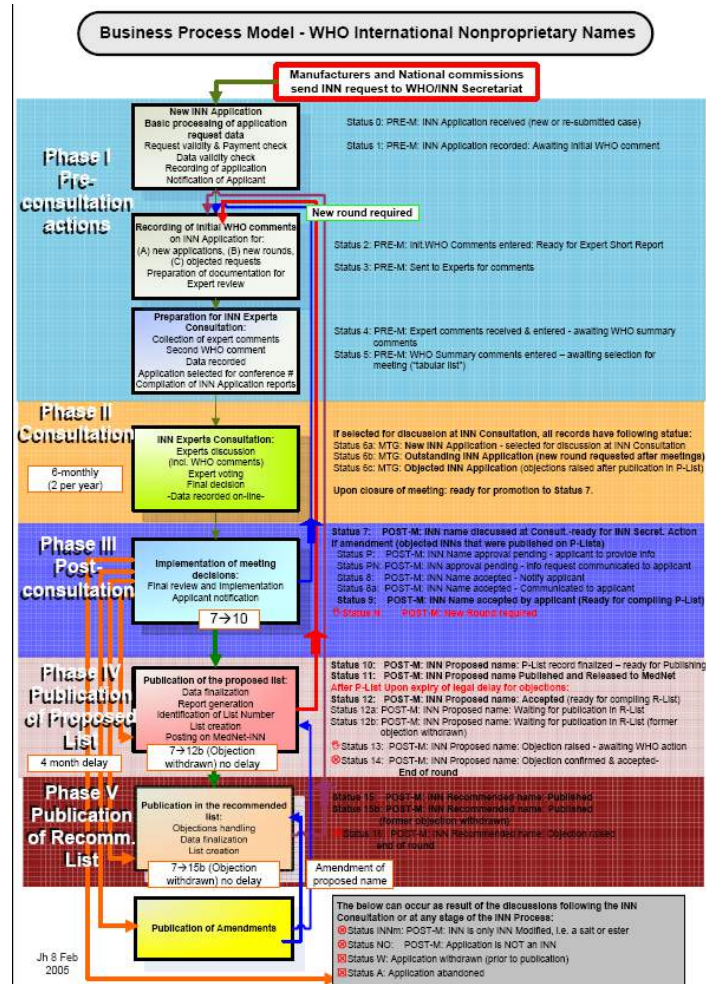 Business Process Model - WHO International Nonproprietary Names
Manufacturers and National commissions
send INN request to WHO/INN Secretariat
Phase I
Pre-
consultation
actions
New INN Application
Basic processing of application
request data
Request validity & Payment check
Data validity check
Recording of application
Notification of Applicant
Status 0: PRE-M: INN Application received (new or re-submitted case)
Status 1: PRE-M: INN Application recorded: Awaiting Initial WHO comment
New round required
Recording of Initial WHO comments
on INN Application for:
(A) new applications, (B) new rounds,
(C) objected requests
Preparation of documentation for
Expert review
Status 2: PRE-M: Init.WHO Comments entered: Ready for Expert Short Report
Status 3: PRE-M: Sent to Experts for comments
Preparation for INN Experts
Consultation:
Collection of expert comments
Second WHO comment
Data recorded
Application selected for conference #
Compilation of INN Application reports
Status 4: PRE-M: Expert comments received & entered - awaiting WHO summary
comments
Status 5: PRE-M: WHO Summary comments entered – awaiting selection for
meeting ("tabular list")
Phase II
Consultation
6-monthly
(2 per year)
INN Experts Consultation:
Experts discussion
(incl. WHO comments)
Expert voting
Final decision
-Data recorded on-line-
If selected for discussion at INN Consultation, all records have following status:
Status 6a: MTG: New INN Application - selected for discussion at INN Consultation
Status 6b: MTG: Outstanding INN Application (new round requested after meetings)
Status 6c: MTG: Objected INN Application (objections raised after publication in P-List)
Upon closure of meeting: ready for promotion to Status 7.
Phase III
Post-
consultation
Implementation of meeting
decisions:
Final review and Implementation
Applicant notification
7→10
Status 7: POST-M: INN name discussed at Consult.-ready for INN Secret. Action
If amendment (objected INNs that were published on P-Lists)
Status P: POST-M: INN Name approval pending - applicant to provide info
Status PN: POST-M: INN approval pending - Info request communicated to applicant
Status 8: POST-M: INN Name accepted - Notify applicant
Status 8a: POST-M: INN Name accepted - Communicated to applicant
Status 9: POST-M: INN Name accepted by applicant (Ready for compiling P-List)
Status N: POST-M: New Round required
Phase IV
Publication
of Proposed
List
4 month delay
Publication of the proposed list:
Data finalization
Report generation
Identification of List Number
List creation
Posting on MedNet-INN
7→12b (Objection
withdrawn) no delay
Status 10: POST-M: INN Proposed name: P-List record finalized – ready for Publishing
Status 11: POST-M: INN Proposed name Published and Released to MedNet
After P-List Upon expiry of legal delay for objections:
Status 12: POST-M: INN Proposed name: Accepted (ready for compiling R-List)
Status 12a: POST-M: INN Proposed name: Waiting for publication in R-List
Status 12b: POST-M: INN Proposed name: Waiting for publication in R-List (former
objection withdrawn)
Status 13: POST-M: INN Proposed name: Objection raised - awaiting WHO action
Status 14: POST-M: INN Proposed name: Objection confirmed & accepted-
End of round
Phase V
Publication
of Recomm.
List
Publication in the recommended
list:
Objections handling
Data finalization
List creation
7→15b (Objection
withdrawn) no delay
Status 15: POST-M: INN Recommended name: Published
Status 15b: POST-M: INN Recommended name: Published
(former objection withdrawn)
POST-M: INN Recommended name: Objection raised
end of round
Amendment of
proposed name
Publication of Amendments
The below can occur as result of the discussions following the INN
Consultation or at any stage of the INN Process:
Status INNm: POST-M: INN is only INN Modified, i.e. a salt or ester
Status NO: POST-M: Application is NOT an INN
Status W: Application withdrawn (prior to publication)
Status A: Application abandoned
Jh 8 Feb
2005